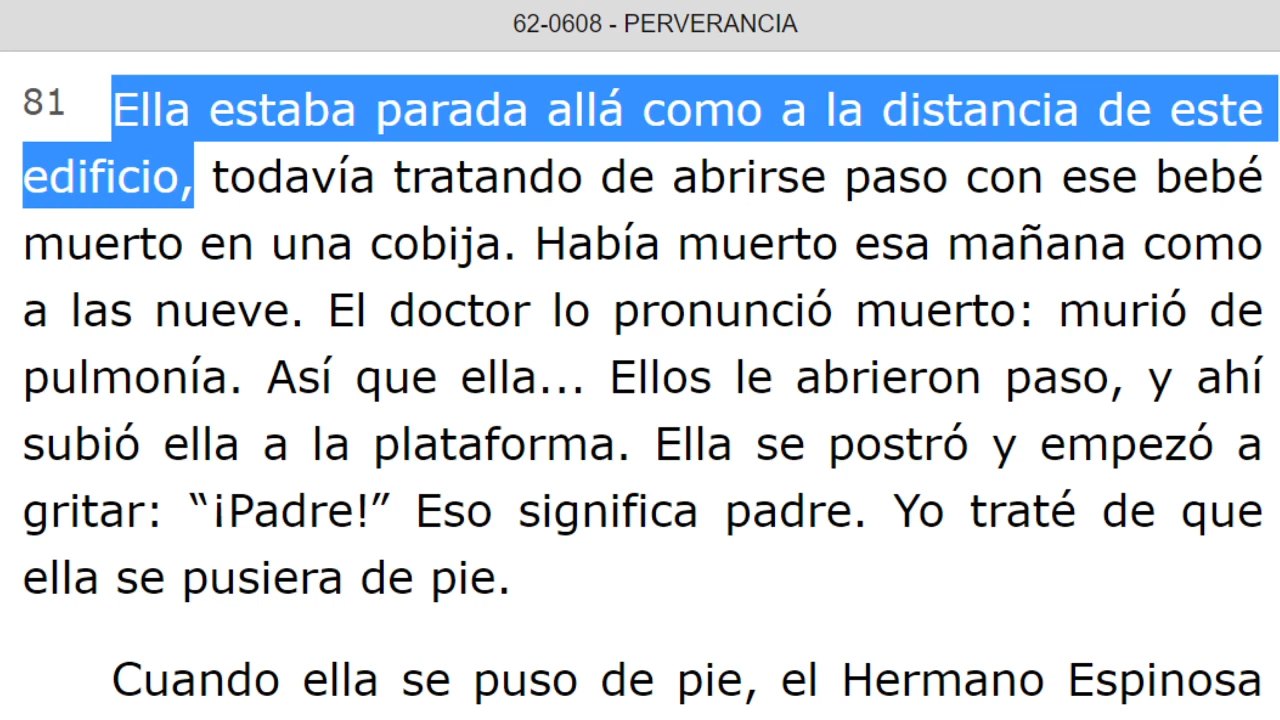 62-0608 - PERVERANCIA
81 Ella estaba parada allá como a la distancia de este
edificio, todavía tratando de abrirse paso con ese bebé
muerto en una cobija. Había muerto esa mañana como
a las nueve. El doctor lo pronunció muerto: murió de
pulmonía. Así que ella... Ellos le abrieron paso, y ahí
subió ella a la plataforma. Ella se postró y empezó a
gritar: “¡Padre!” Eso significa padre. Yo traté de que
ella se pusiera de pie.
Cuando ella se puso de pie, el Hermano Espinosa